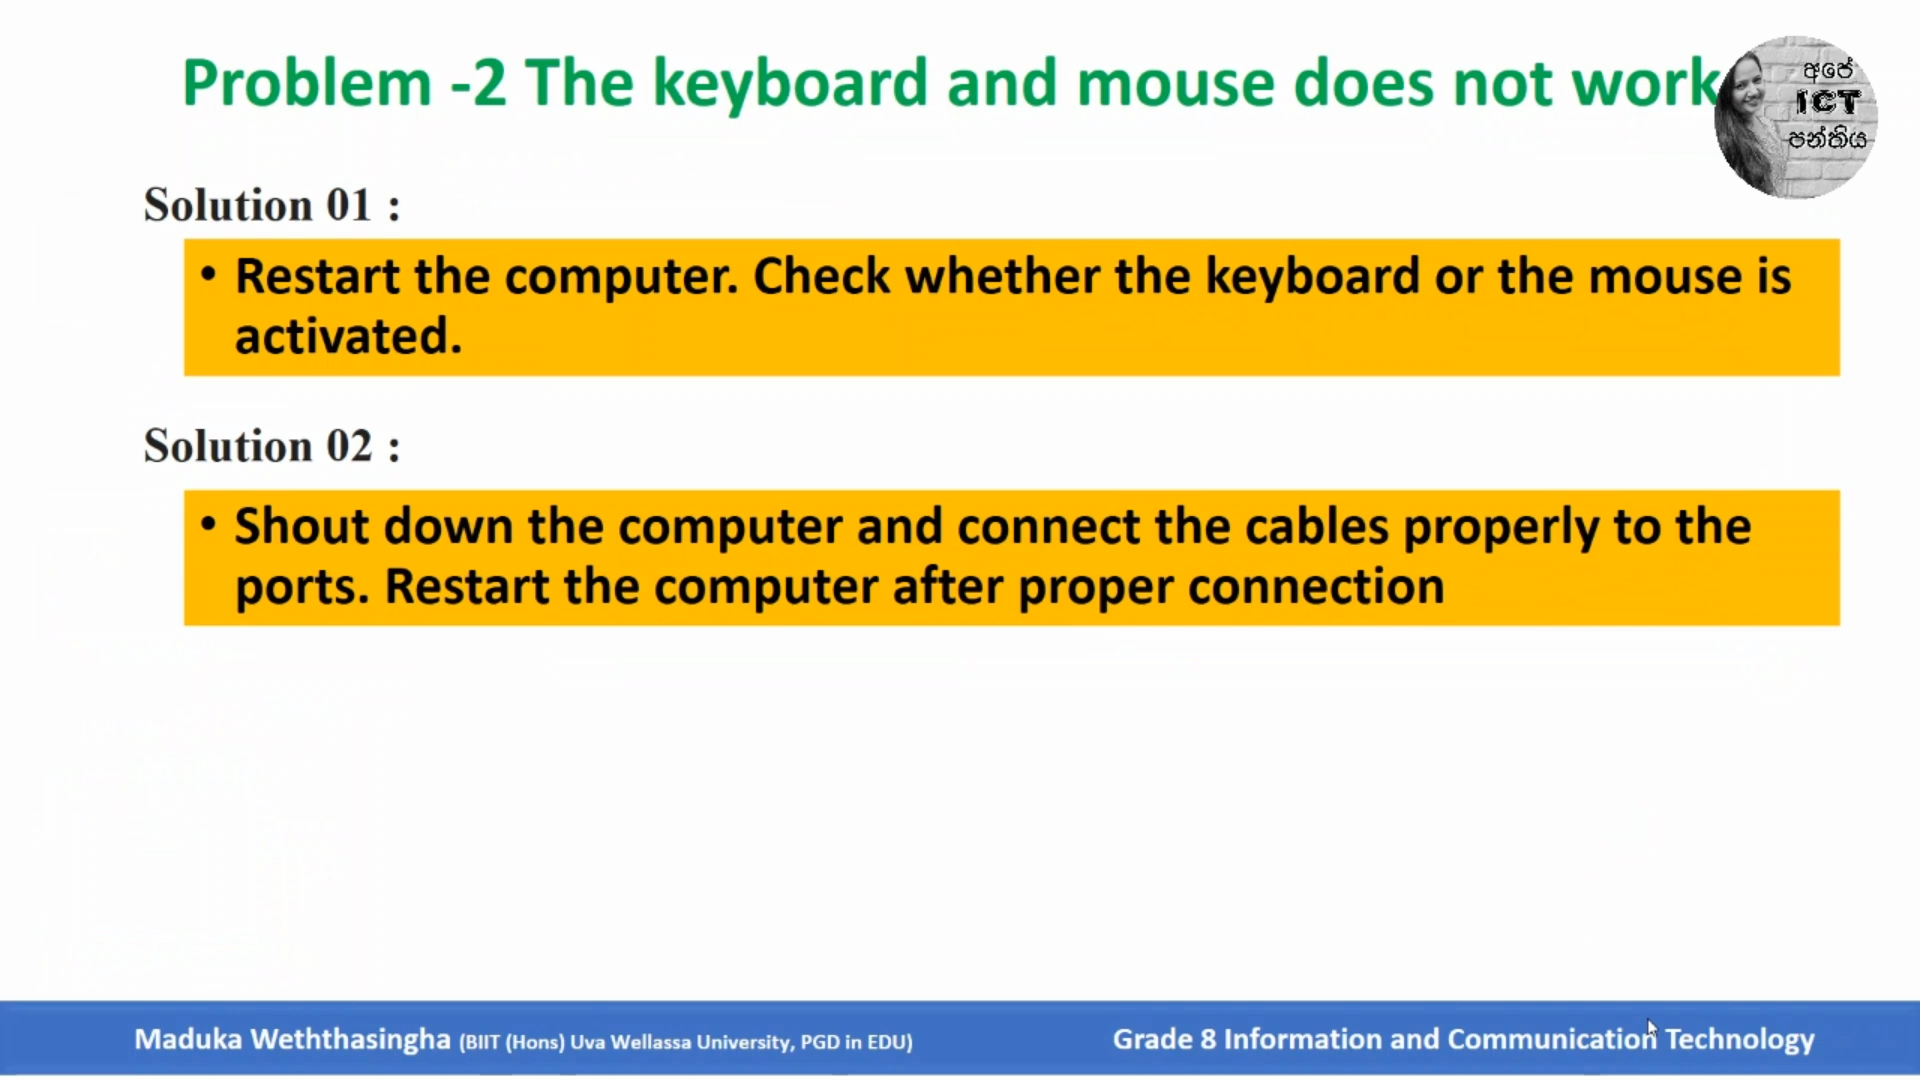 Problem -2 The keyboard and mouse does not work
අපේ
ICT
පන්තිය
Solution 01 :
• Restart the computer. Check whether the keyboard or the mouse is
activated.
Solution 02 :
• Shout down the computer and connect the cables properly to the
ports. Restart the computer after proper connection
Maduka Weththasingha (BIIT (Hons) Uva Wellassa University, PGD in EDU)
Grade 8 Information and Communication Technology